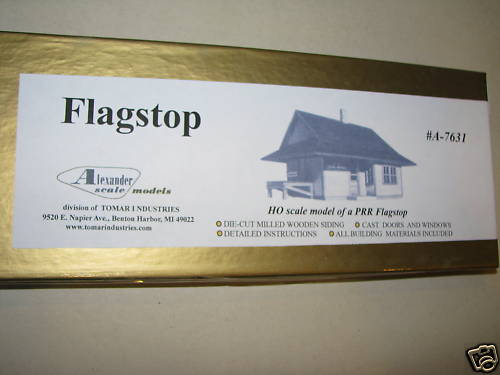 Flagstop
#A-7631
Alexander
scale models
division of TOMAR I NDUSTRIES
9520 E. Napier Ave., Benton Harbor, MI 49022
www.tomarindustries.com
HO scale model of a PRR Flagstop
DIE-CUT MILLED WOODEN SIDING CAST DOORS AND WINDOWS
DETAILED INSTRUCTIONS ALL BUILDING MATERIALS INCLUDED